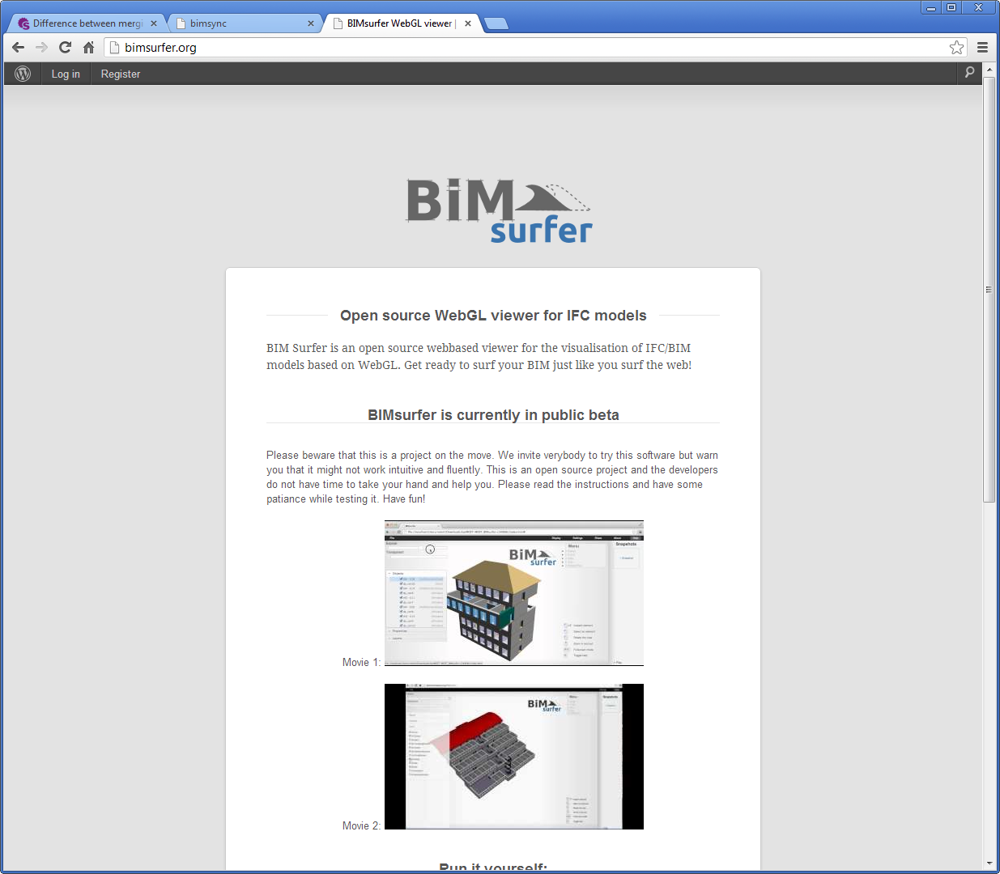 Difference between mergi
bimsync
BIMsurfer WebGL viewer |
bimsurfer.org
Log in
Register
BiM
surfer
Open source WebGL viewer for IFC models
BIM Surfer is an open source webbased viewer for the visualisation of IFC/BIM
models based on WebGL. Get ready to surf your BIM just like you surf the web!
BIMsurfer is currently in public beta
Please beware that this is a project on the move. We invite verybody to try this software but warn
you that it might not work intuitive and fluently. This is an open source project and the developers
do not have time to take your hand and help you. Please read the instructions and have some
patiance while testing it. Have fun!
Snapshots
Menu
BiM
surfer
Objects
Movie 1:
BiM
surfer
Movie 2:
Run it yourself: